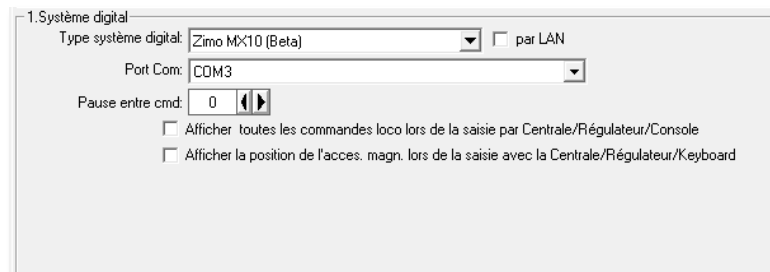 1.Système digital
Type système digital: Zimo MX10 (Beta) par LAN
Port Com: COM3
Pause entre cmd: 0
Afficher toutes les commandes loco lors de la saisie par Centrale/Régulateur/Console
Afficher la position de l'acces. magn. lors de la saisie avec la Centrale/Régulateur/Keyboard